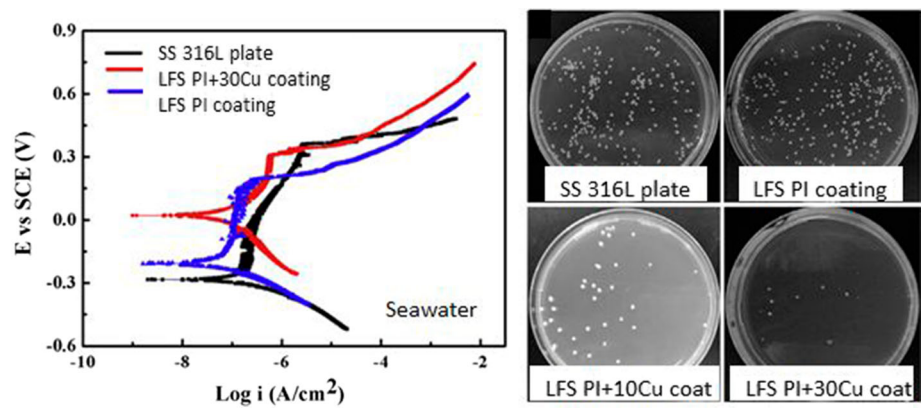 0.9
0.6
0.3
0.0
-0.3
-0.6
E vs SCE (V)
SS 316L plate
LFS PI+30Cu coating
LFS PI coating
Seawater
-10
-8
-6
-4
-2
Log i (A/cm²)
SS 316L plate
LFS PI coating
LFS PI+10Cu coat
LFS PI+30Cu coat